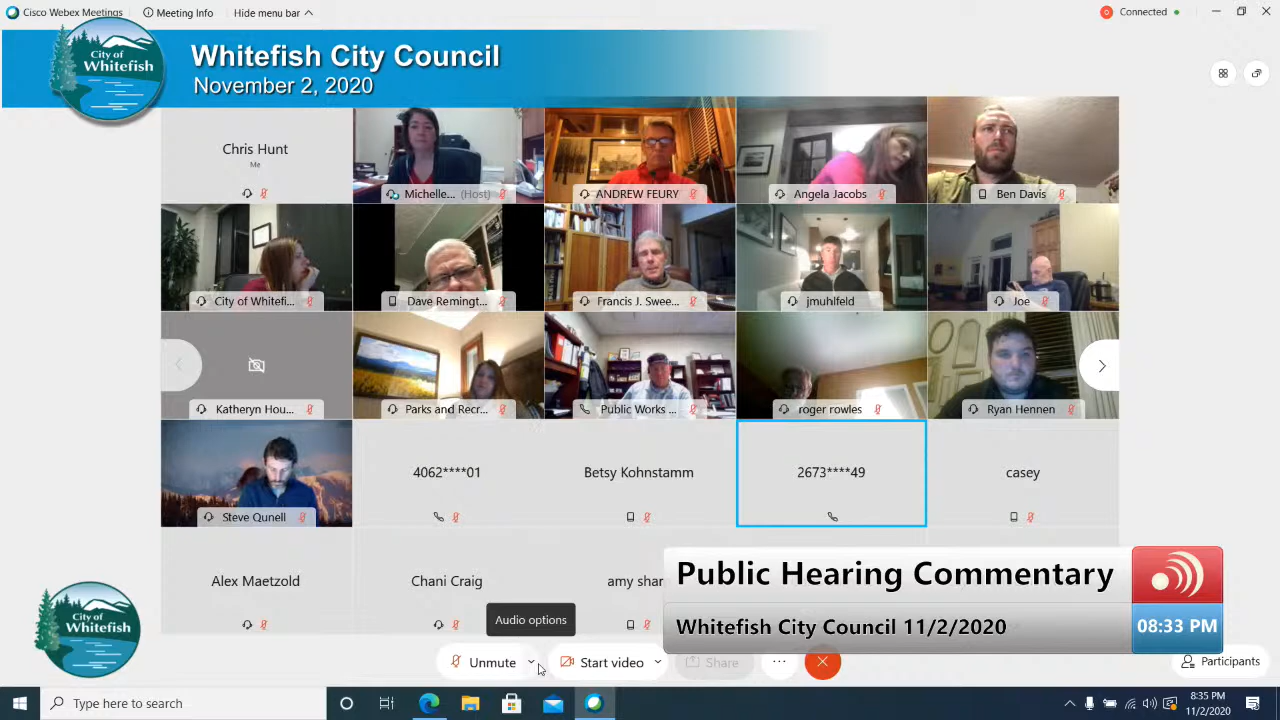 Cisco Webex Meetings
Meeting Info
Hide menu bar
Connected
City of
Whitefish
Whitefish City Council
November 2, 2020
Chris Hunt
Me
Michelle... (Host)
ANDREW FEURY
Angela Jacobs
Ben Davis
City of Whitefi...
Dave Remingt...
Francis J. Swee...
jmuhlfeld
Joe
Katheryn Hou...
Parks and Recr...
Public Works ...
roger rowles
Ryan Hennen
Steve Qunell
4062****01
Betsy Kohnstamm
2673****49
casey
Alex Maetzold
Chani Craig
amy shar
Public Hearing Commentary
Whitefish City Council 11/2/2020
08:33 PM
City of
Whitefish
Audio options
Unmute
Start video
Share
Participants
Type here to search
8:35 PM
11/2/2020